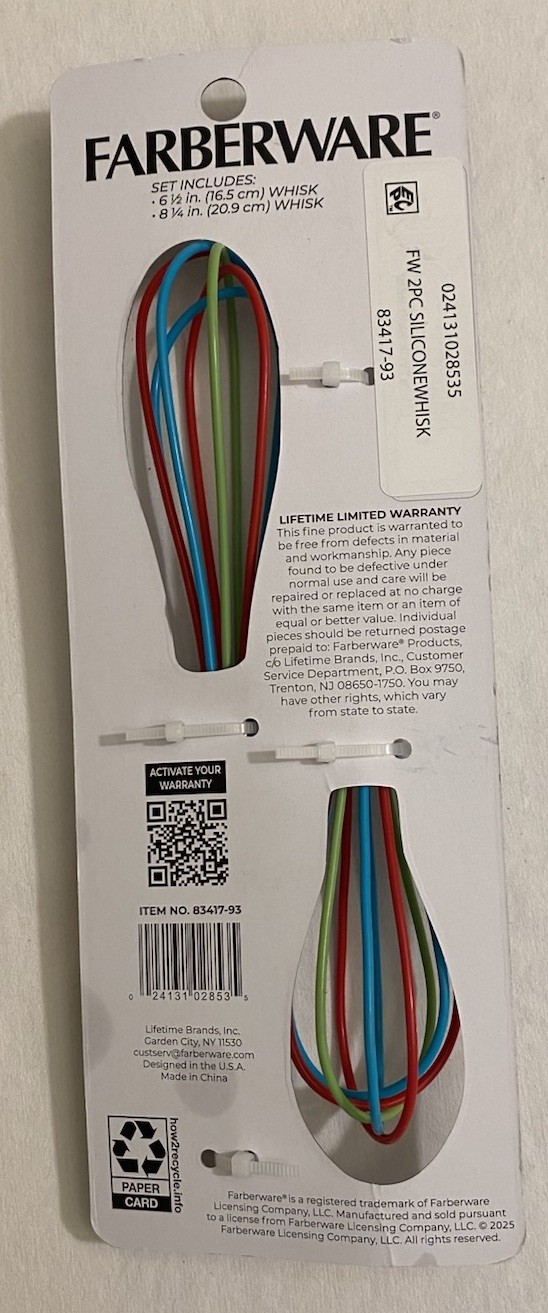 FARBERWARE®
SET INCLUDES:
• 6 ½ in. (16.5 cm) WHISK
• 8 ¼ in. (20.9 cm) WHISK
EPC
024131028535
FW 2PC SILICONEWHISK
83417-93
LIFETIME LIMITED WARRANTY
This fine product is warranted to
be free from defects in material
and workmanship. Any piece
found to be defective under
normal use and care will be
repaired or replaced at no charge
with the same item or an item of
equal or better value. Individual
pieces should be returned postage
prepaid to: Farberware® Products,
c/o Lifetime Brands, Inc., Customer
Service Department, P.O. Box 9750,
Trenton, NJ 08650-1750. You may
have other rights, which vary
from state to state.
ACTIVATE YOUR
WARRANTY
ITEM NO. 83417-93
0 24131 02853 5
Lifetime Brands, Inc.
Garden City, NY 11530
custserv@farberware.com
Designed in the U.S.A.
Made in China
how2recycle.info
PAPER
CARD
Farberware® is a registered trademark of Farberware
Licensing Company, LLC. Manufactured and sold pursuant
to a license from Farberware Licensing Company, LLC. © 2025
Farberware Licensing Company, LLC. All rights reserved.